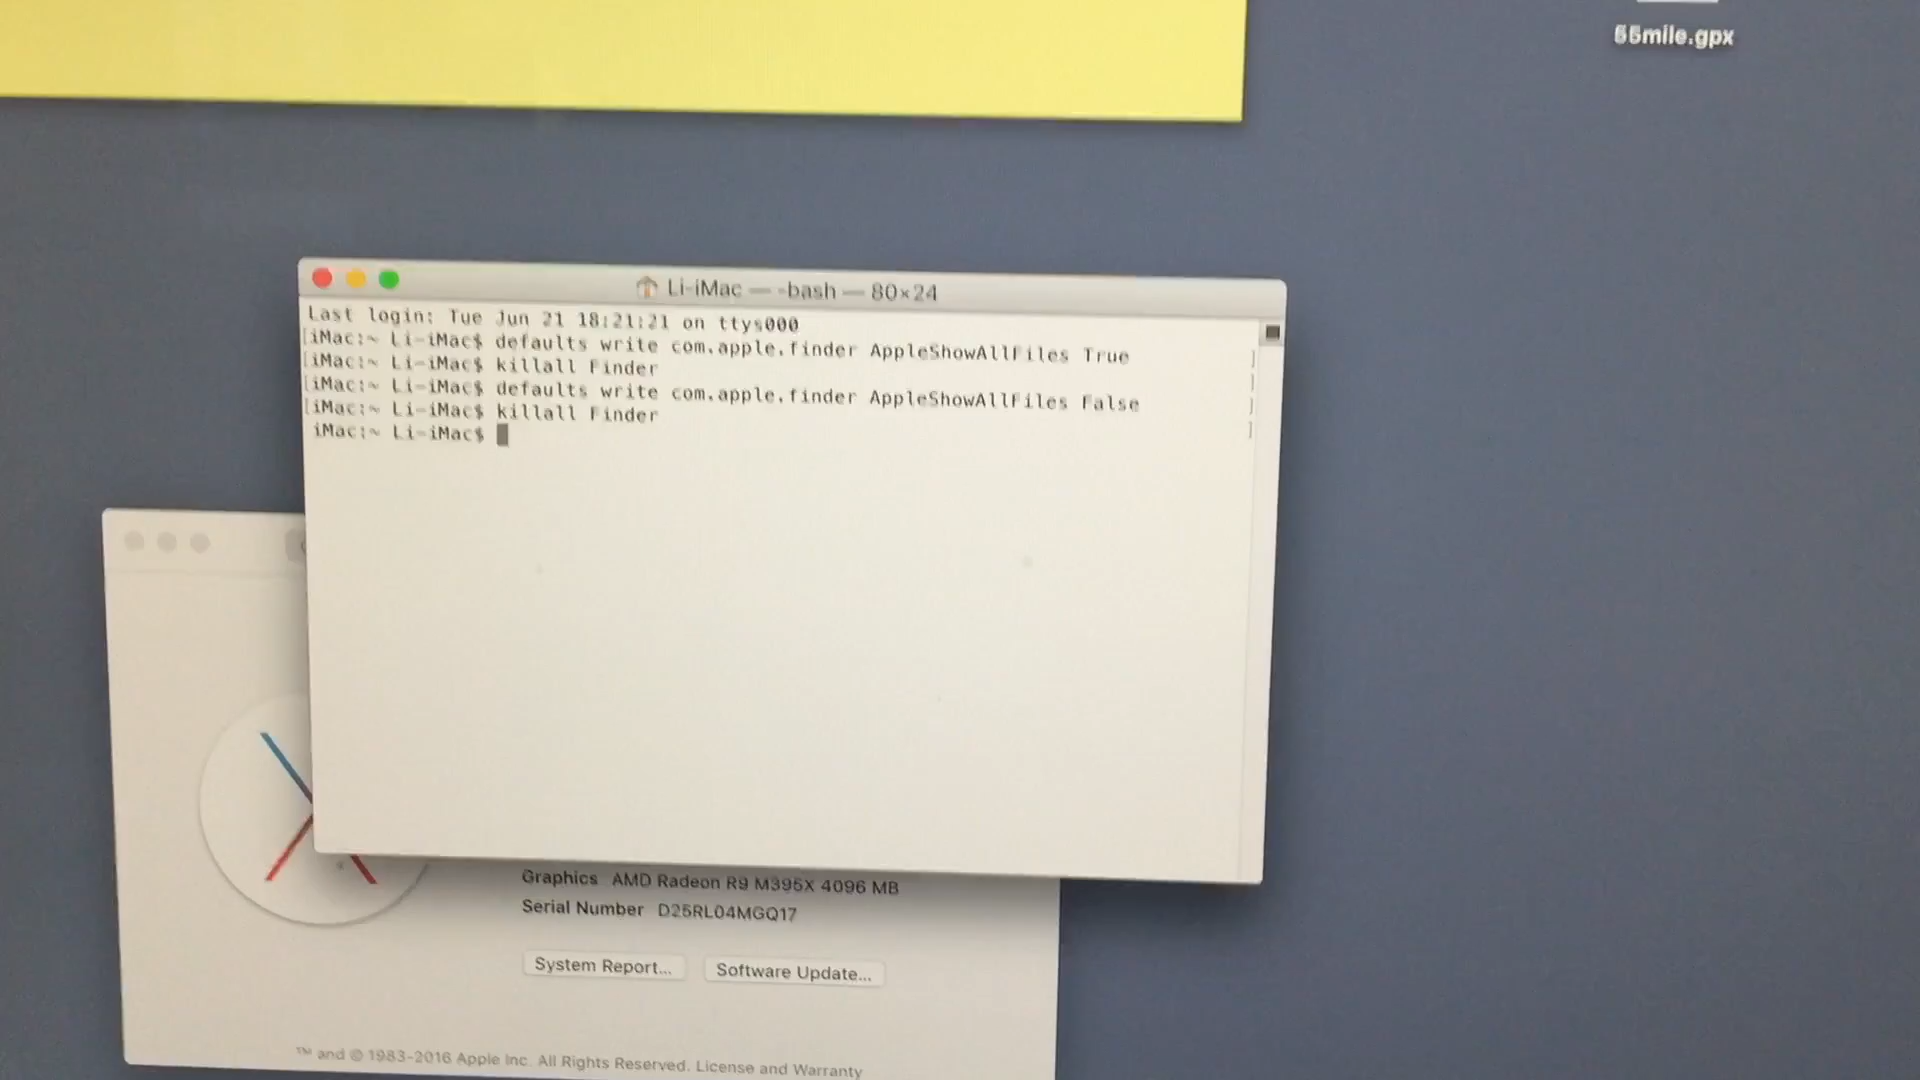 55mile.gpx
Li-iMac — -bash — 80×24
Last login: Tue Jun 21 18:21:21 on ttys000
[iMac:~ Li-iMac$ defaults write com.apple.finder AppleShowAllFiles True ]
[iMac:~ Li-iMac$ killall Finder ]
[iMac:~ Li-iMac$ defaults write com.apple.finder AppleShowAllFiles False ]
[iMac:~ Li-iMac$ killall Finder ]
iMac:~ Li-iMac$
Graphics AMD Radeon R9 M395X 4096 MB
Serial Number D25RL04MGQ17
System Report... Software Update...
™ and © 1983-2016 Apple Inc. All Rights Reserved. License and Warranty